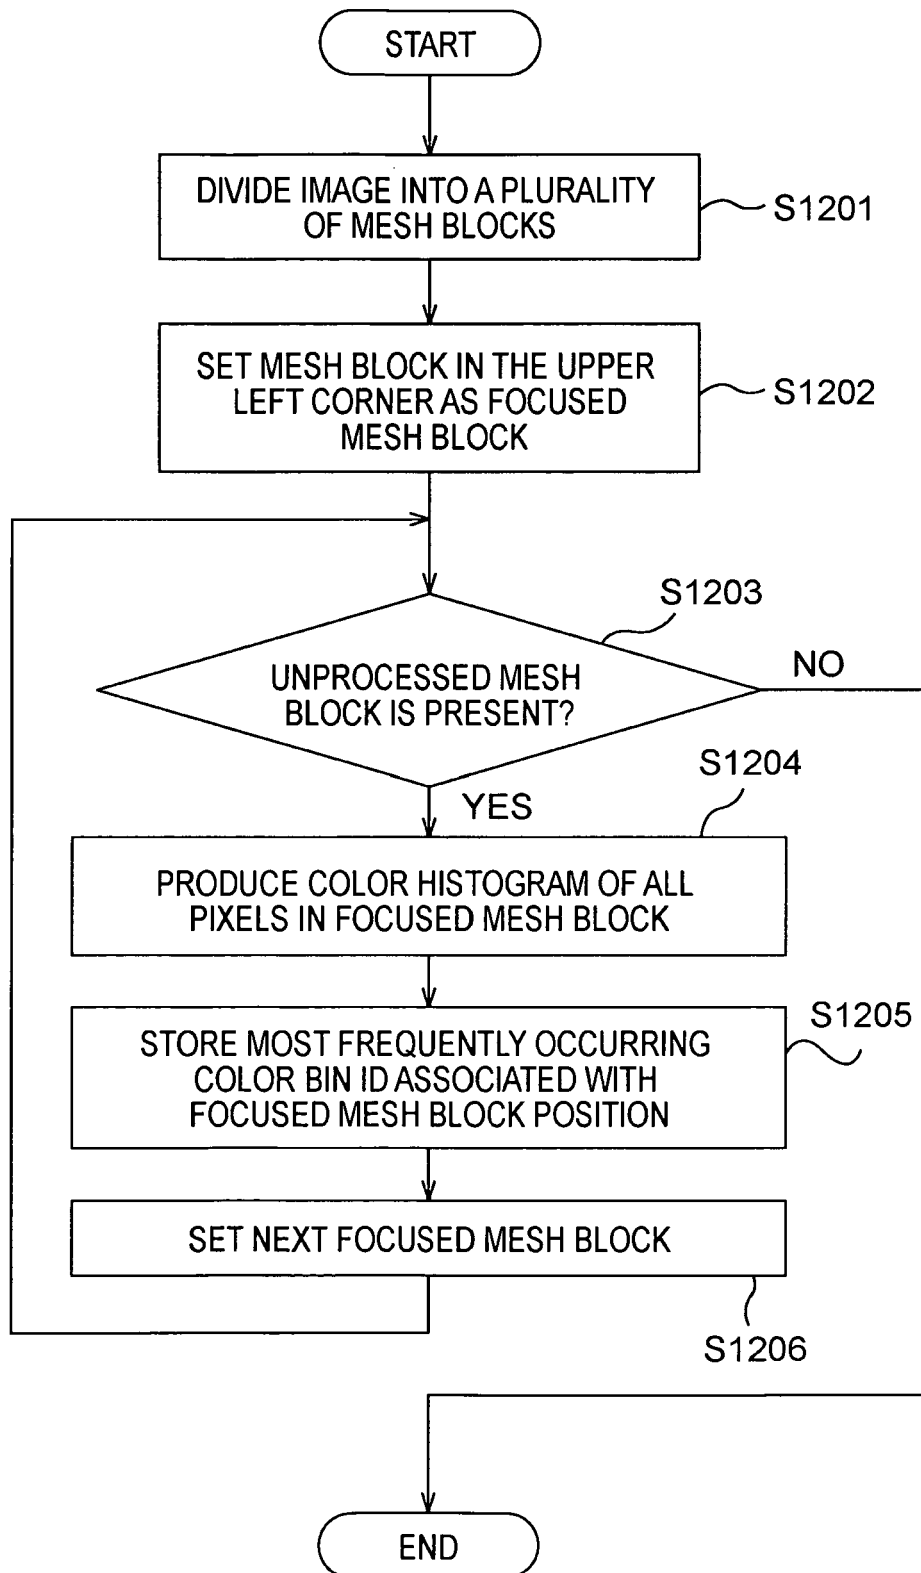 START
DIVIDE IMAGE INTO A PLURALITY
OF MESH BLOCKS
S1201
SET MESH BLOCK IN THE UPPER
LEFT CORNER AS FOCUSED
MESH BLOCK
S1202
S1203
UNPROCESSED MESH
BLOCK IS PRESENT?
NO
YES
S1204
PRODUCE COLOR HISTOGRAM OF ALL
PIXELS IN FOCUSED MESH BLOCK
S1205
STORE MOST FREQUENTLY OCCURRING
COLOR BIN ID ASSOCIATED WITH
FOCUSED MESH BLOCK POSITION
SET NEXT FOCUSED MESH BLOCK
S1206
END